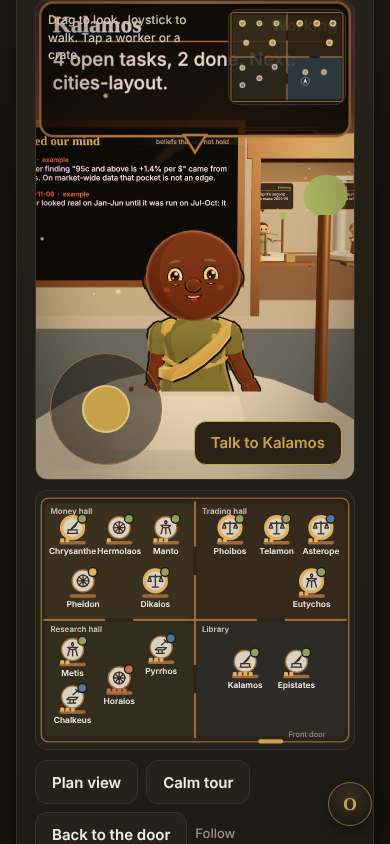 Drag to look. Joystick to
walk. Tap a worker or a
crate.
Kalamos
4 open tasks, 2 done. Next:
cities-layout.
ed our mind
beliefs tha
not hold
example
er finding "95c and above is +1.4% per $" came from
s. On market-wide data that pocket is not an edge.
11-08 · example
r looked real on Jan-Jun until it was run on Jul-Oct: it
Talk to Kalamos
Money hall
Trading hall
Chrysanthe
Hermolaos
Manto
Phoibos
Telamon
Asterope
Pheidon
Dikaios
Eutychos
Research hall
Library
Metis
Pyrrhos
Horaios
Chalkeus
Kalamos
Epistates
Front door
Plan view
Calm tour
Back to the door
Follow
O